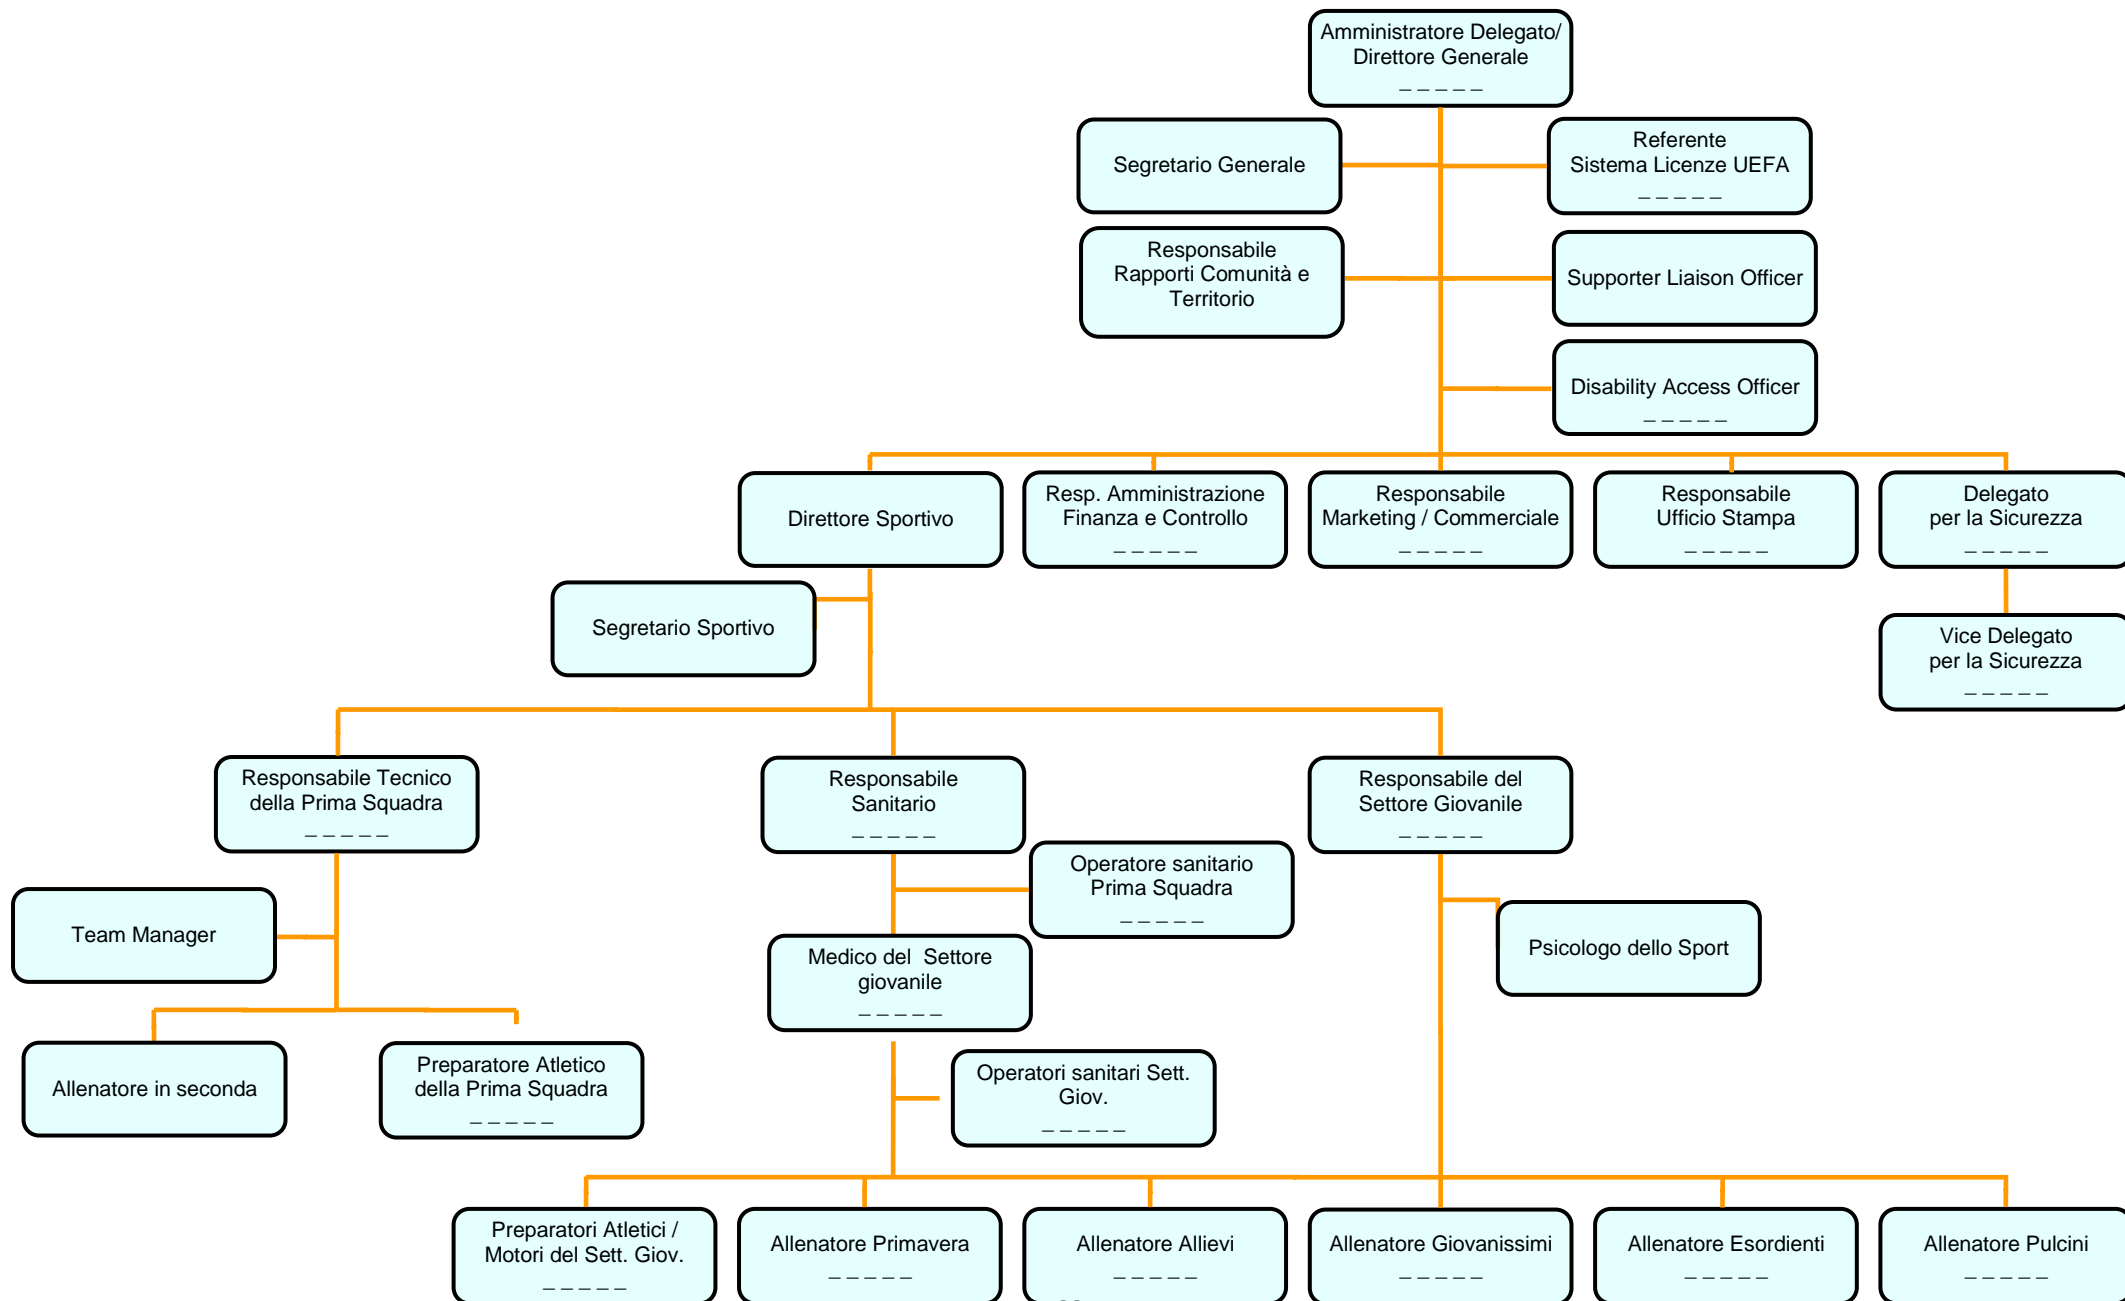 Amministratore Delegato/
Direttore Generale
_ _ _ _ _
Segretario Generale
Referente
Sistema Licenze UEFA
_ _ _ _ _
Responsabile
Rapporti Comunità e
Territorio
Supporter Liaison Officer
Disability Access Officer
_ _ _ _ _
Direttore Sportivo
Resp. Amministrazione
Finanza e Controllo
_ _ _ _ _
Responsabile
Marketing / Commerciale
_ _ _ _ _
Responsabile
Ufficio Stampa
_ _ _ _ _
Delegato
per la Sicurezza
_ _ _ _ _
Segretario Sportivo
Vice Delegato
per la Sicurezza
_ _ _ _ _
Responsabile Tecnico
della Prima Squadra
_ _ _ _ _
Responsabile
Sanitario
_ _ _ _ _
Responsabile del
Settore Giovanile
_ _ _ _ _
Operatore sanitario
Prima Squadra
_ _ _ _ _
Team Manager
Medico del  Settore
giovanile
_ _ _ _ _
Psicologo dello Sport
Allenatore in seconda
Preparatore Atletico
della Prima Squadra
_ _ _ _ _
Operatori sanitari Sett.
Giov.
_ _ _ _ _
Preparatori Atletici /
Motori del Sett. Giov.
_ _ _ _ _
Allenatore Primavera
_ _ _ _ _
Allenatore Allievi
_ _ _ _ _
Allenatore Giovanissimi
_ _ _ _ _
Allenatore Esordienti
_ _ _ _ _
Allenatore Pulcini
_ _ _ _ _